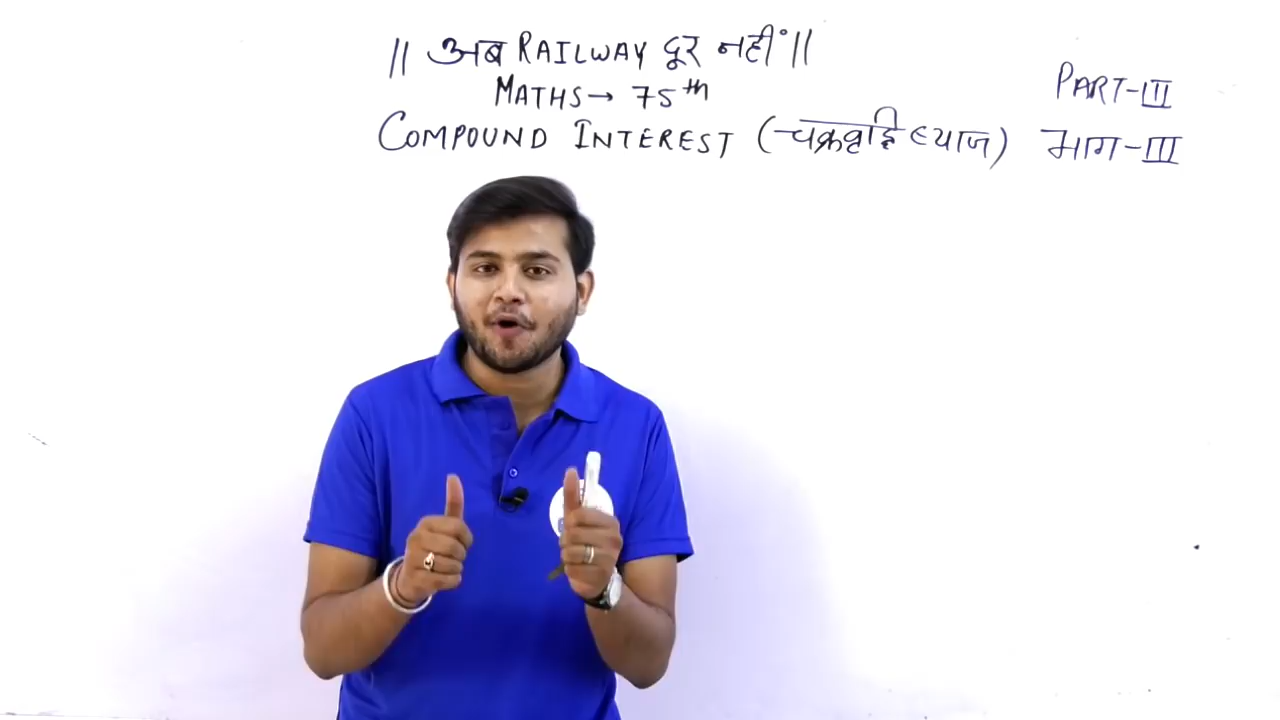 || अब RAILWAY दूर नहीं ||
MATHS→ 75th
PART-III
COMPOUND INTEREST (चक्रवृद्धि ब्याज) भाग-III